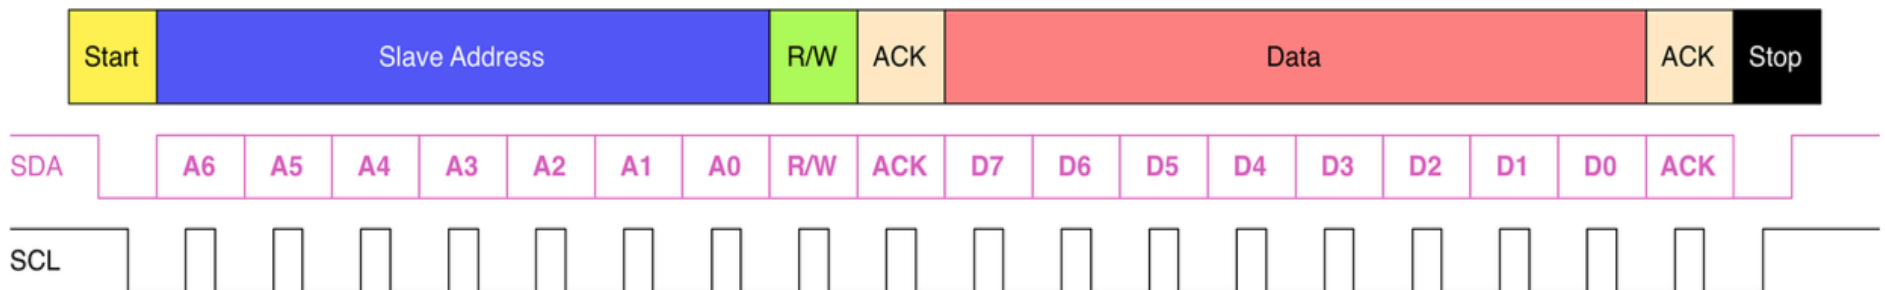 Start Slave Address R/W ACK Data ACK Stop
SDA A6 A5 A4 A3 A2 A1 A0 R/W ACK D7 D6 D5 D4 D3 D2 D1 D0 ACK
SCL